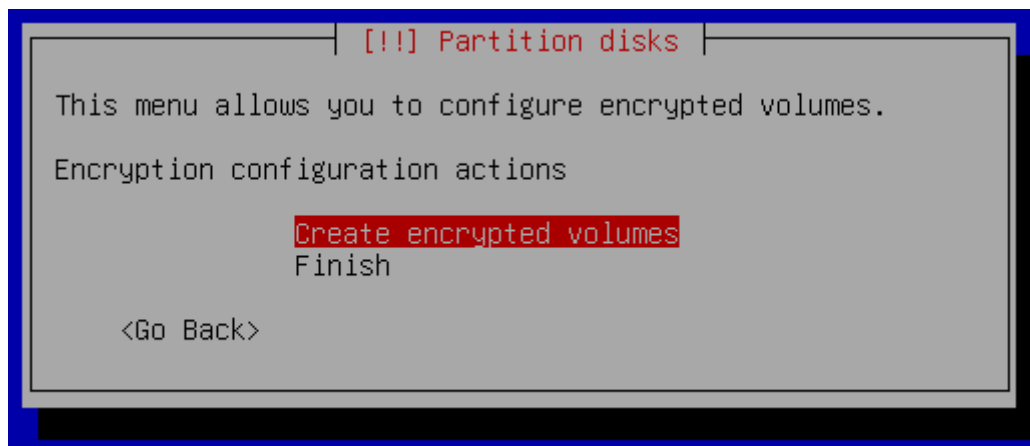 [!!] Partition disks
This menu allows you to configure encrypted volumes.
Encryption configuration actions
Create encrypted volumes
Finish
<Go Back>